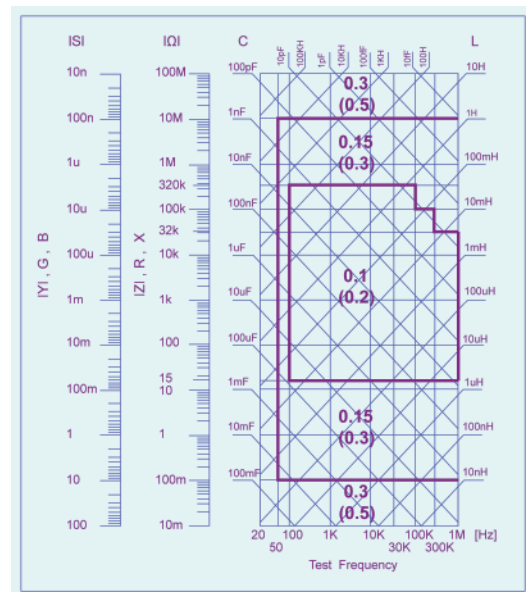 ISI IΩI C L
10pF 100KH 1pF 10KH 100fF 1KH 10fF 100H
10n 100M 100pF 10H
0.3
(0.5)
100n 10M 1nF 1H
0.15
(0.3)
1u 1M 10nF 100mH
320k
10u 100k 100nF 10mH
32k
100u 10k 1uF 1mH
IYI , G , B
IZI , R , X
0.1
(0.2)
1m 1k 10uF 100uH
10m 100 100uF 10uH
15
100m 10 1mF 1uH
0.15
(0.3)
1 1 10mF 100nH
10 100m 100mF 10nH
0.3
(0.5)
100 10m
20 100 1K 10K 100K 1M [Hz]
50 30K 300K
Test Frequency